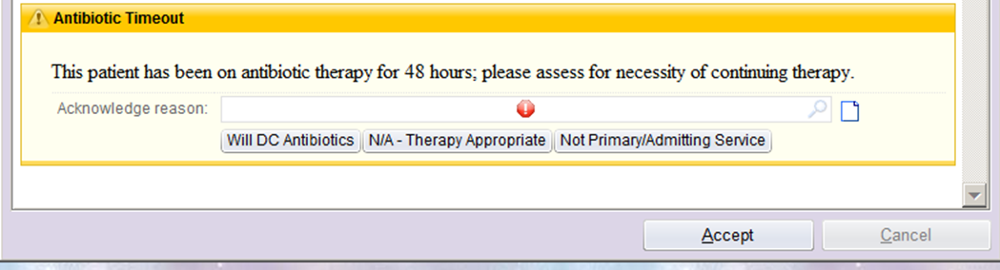 Antibiotic Timeout
This patient has been on antibiotic therapy for 48 hours; please assess for necessity of continuing therapy.
Acknowledge reason:
Will DC Antibiotics N/A - Therapy Appropriate Not Primary/Admitting Service
Accept Cancel